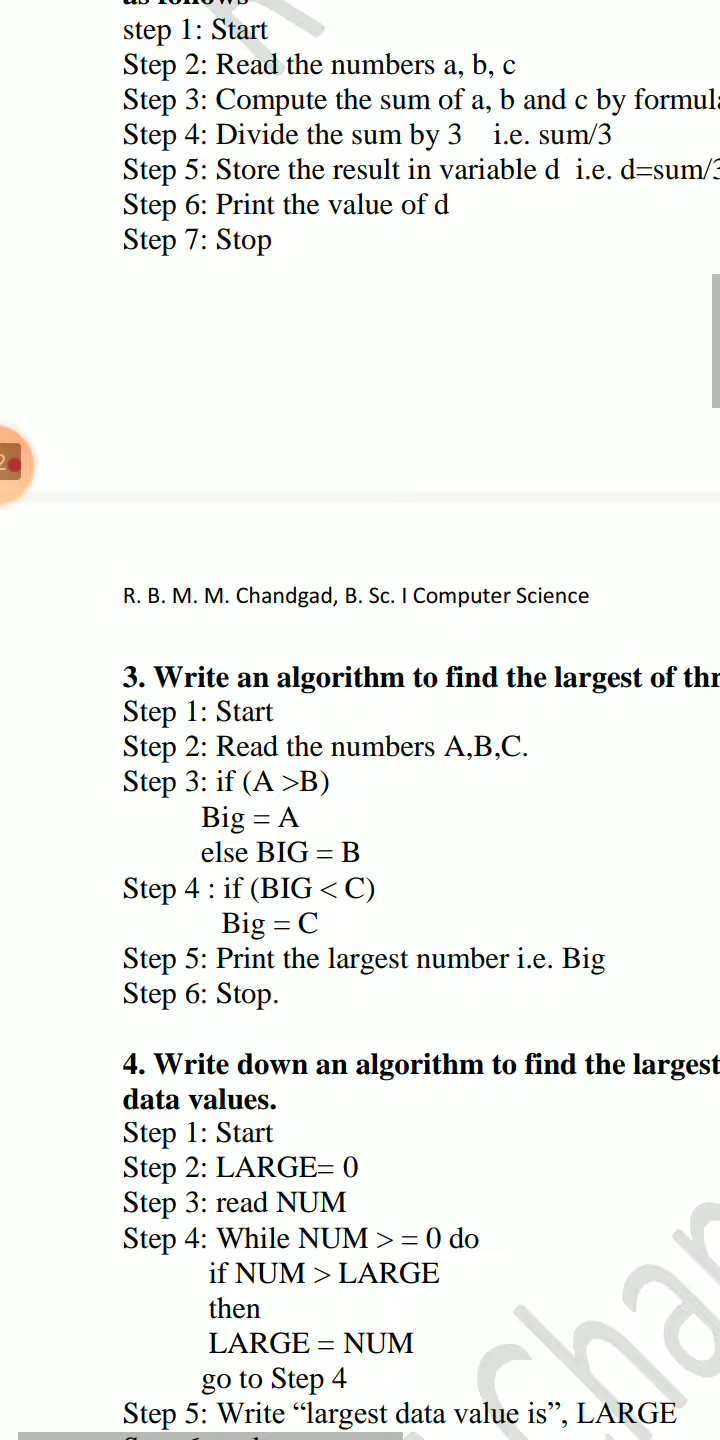 step 1: Start
Step 2: Read the numbers a, b, c
Step 3: Compute the sum of a, b and c by
Step 4: Divide the sum by 3 i.e. sum/3
Step 5: Store the result in variable d i.e. d=sum/3
Step 6: Print the value of d
Step 7: Stop
R. B. M. M. Chandgad, B. Sc. I Computer Science
3. Write an algorithm to find the largest of
Step 1: Start
Step 2: Read the numbers A,B,C.
Step 3: if (A >B)
Big = A
else BIG = B
Step 4 : if (BIG < C)
Big = C
Step 5: Print the largest number i.e. Big
Step 6: Stop.
4. Write down an algorithm to find the largest
data values.
Step 1: Start
Step 2: LARGE= 0
Step 3: read NUM
Step 4: While NUM > = 0 do
if NUM > LARGE
then
LARGE = NUM
go to Step 4
Step 5: Write “largest data value is”, LARGE